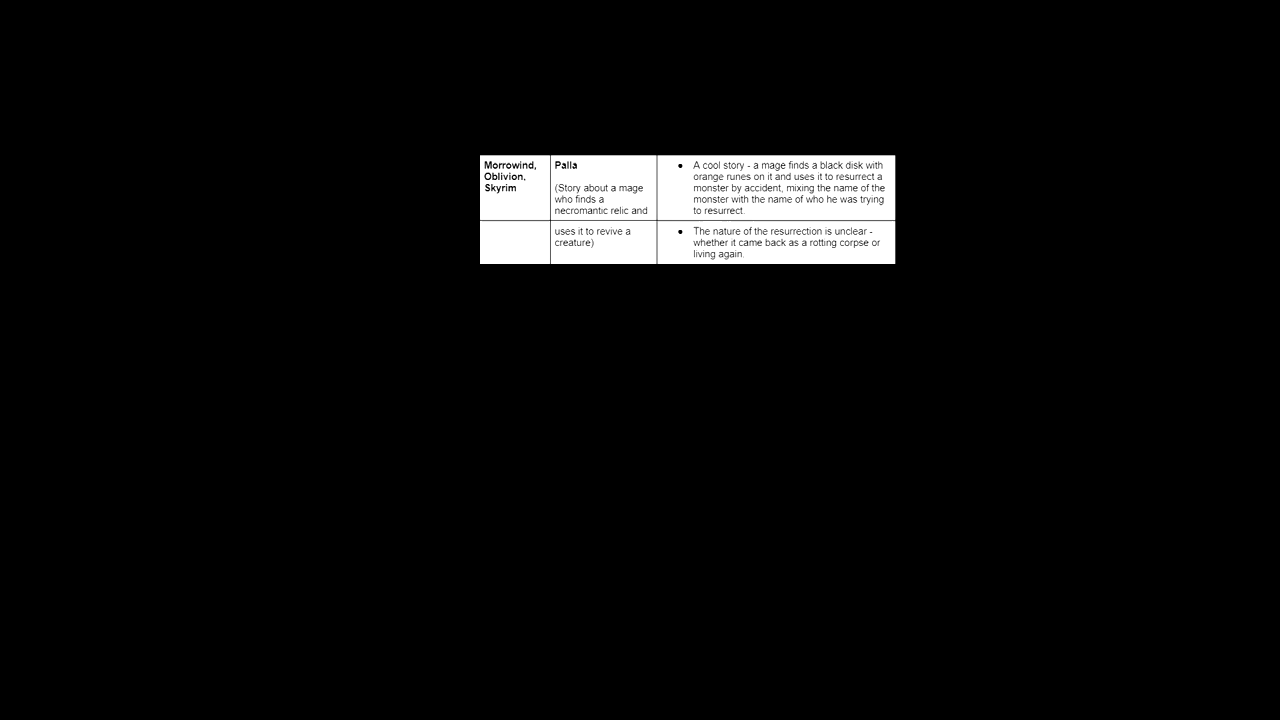 Morrowind,
Oblivion,
Skyrim
Palla
(Story about a mage
who finds a
necromantic relic and
● A cool story - a mage finds a black disk with
orange runes on it and uses it to resurrect a
monster by accident, mixing the name of the
monster with the name of who he was trying
to resurrect.
uses it to revive a
creature)
● The nature of the resurrection is unclear -
whether it came back as a rotting corpse or
living again.